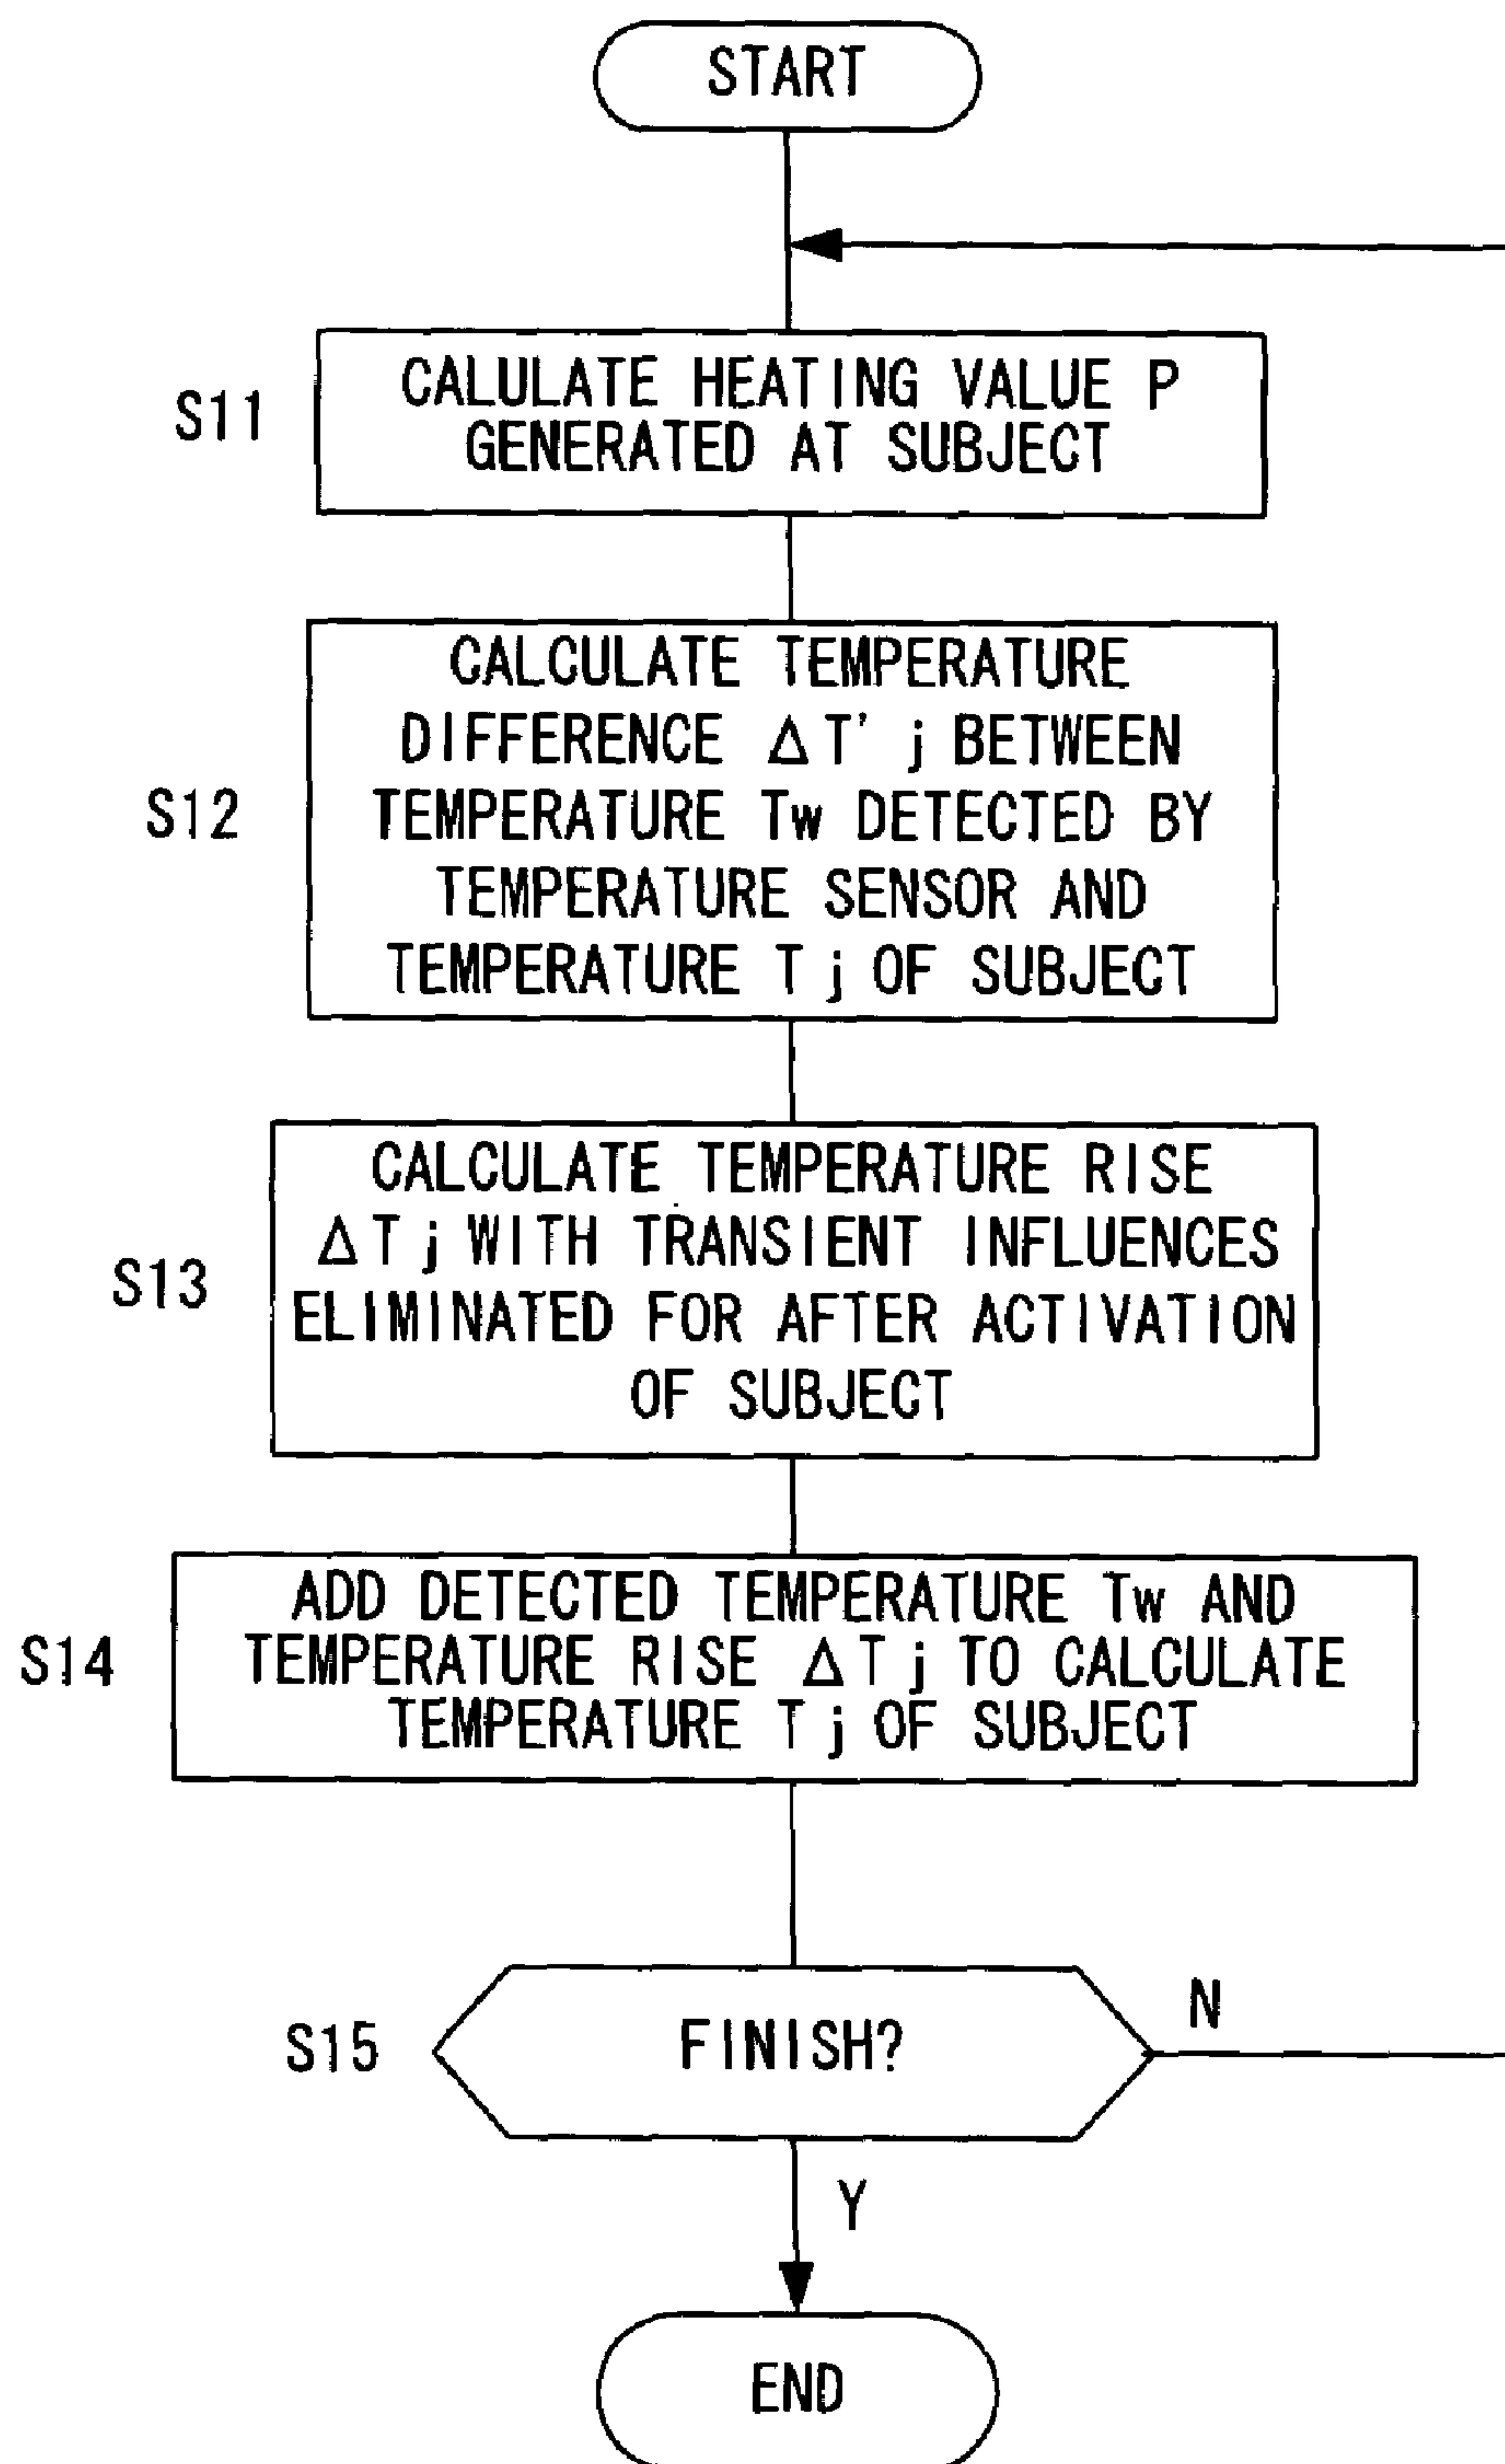 START
S11
CALULATE HEATING VALUE P
GENERATED AT SUBJECT
S12
CALCULATE TEMPERATURE
DIFFERENCE ΔT' j BETWEEN
TEMPERATURE Tw DETECTED BY
TEMPERATURE SENSOR AND
TEMPERATURE T j OF SUBJECT
S13
CALCULATE TEMPERATURE RISE
ΔT j WITH TRANSIENT INFLUENCES
ELIMINATED FOR AFTER ACTIVATION
OF SUBJECT
S14
ADD DETECTED TEMPERATURE Tw AND
TEMPERATURE RISE ΔT j TO CALCULATE
TEMPERATURE T j OF SUBJECT
S15
FINISH?
N
Y
END